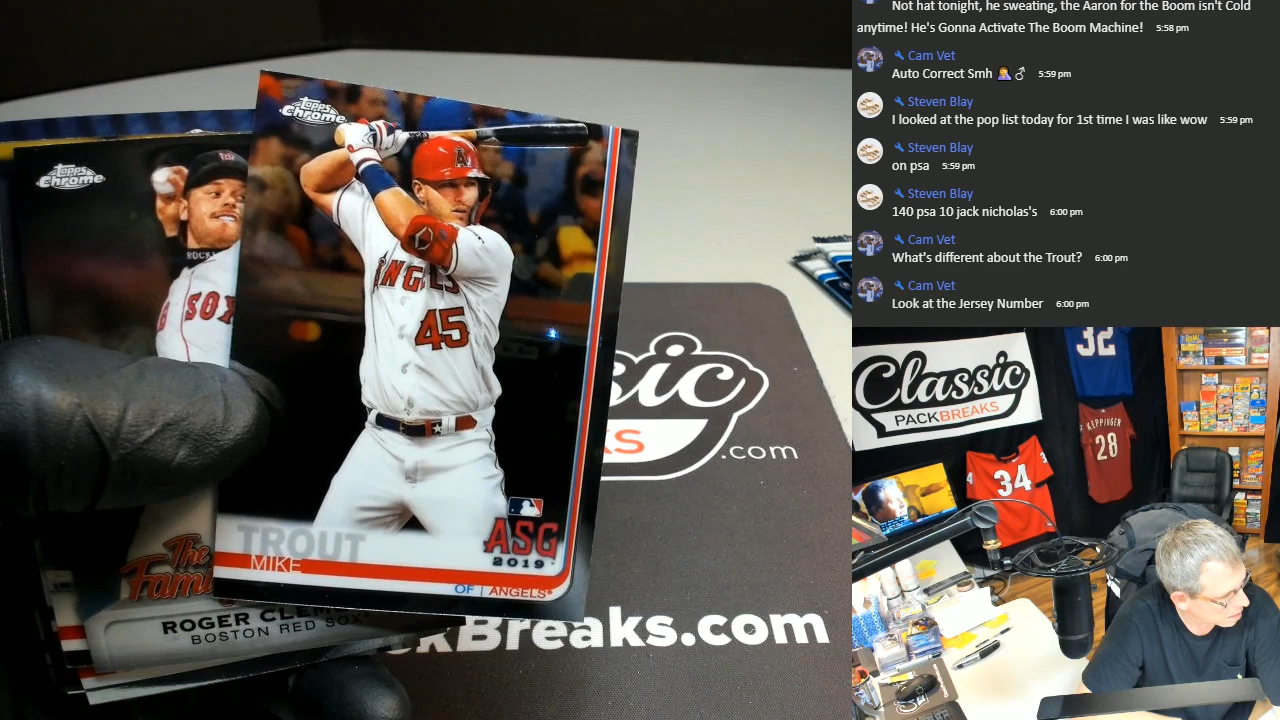 Not hat tonight, he sweating, the Aaron for the Boom isn't Cold
anytime! He's Gonna Activate The Boom Machine! 5:58 pm
Cam Vet
Auto Correct Smh 5:59 pm
Steven Blay
I looked at the pop list today for 1st time I was like wow 5:59 pm
Steven Blay
on psa 5:59 pm
Steven Blay
140 psa 10 jack nicholas's 6:00 pm
Cam Vet
What's different about the Trout? 6:00 pm
Cam Vet
Look at the Jersey Number 6:00 pm
Topps
Chrome
A
ANGELS
45
TROUT
MIKE
ASG
2019
OF | ANGELS
Topps
Chrome
SOX
The
Fam
ROGER CLEM
BOSTON RED SOX
sic
KS
.com
ckBreaks.com
Classic
PACKBREAKS
32
KEPPINGER
28
34